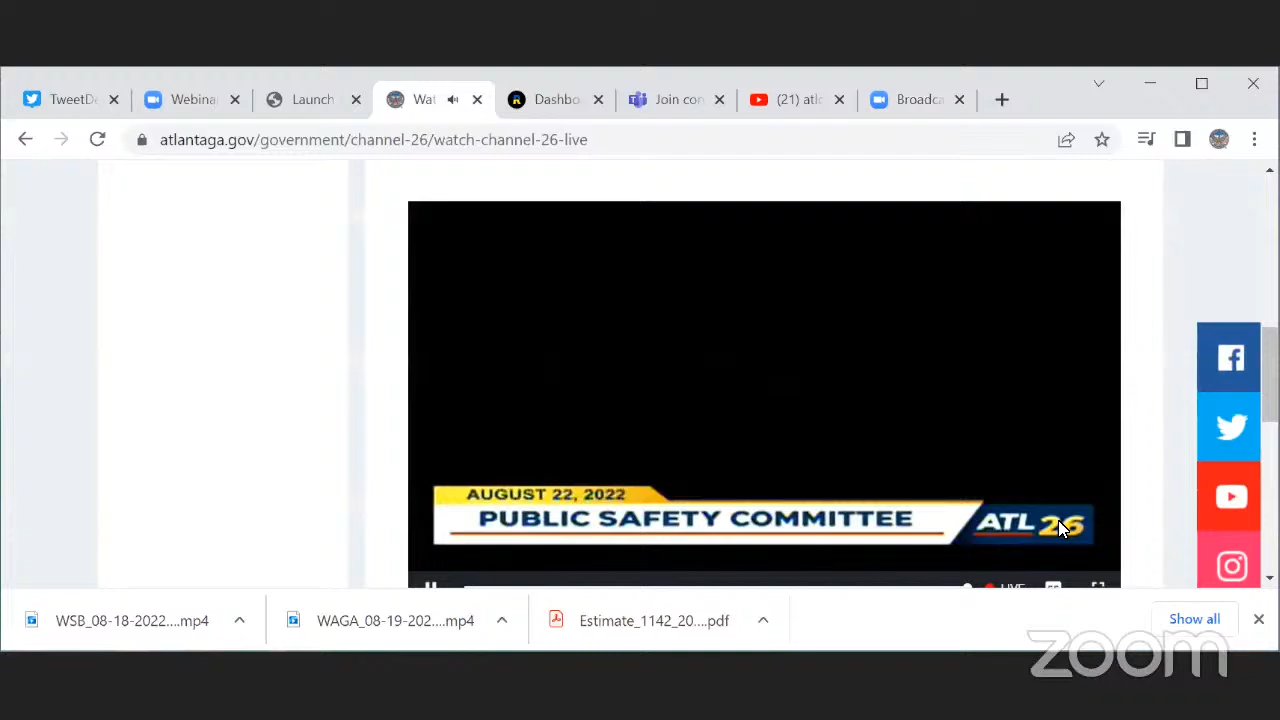 TweetDe
Webina
Launch
Wat
Dashbo
Join con
(21) atl
Broadca
atlantaga.gov/government/channel-26/watch-channel-26-live
AUGUST 22, 2022
PUBLIC SAFETY COMMITTEE
ATL 26
LIVE
WSB_08-18-2022....mp4
WAGA_08-19-202....mp4
Estimate_1142_20....pdf
Show all
zoom